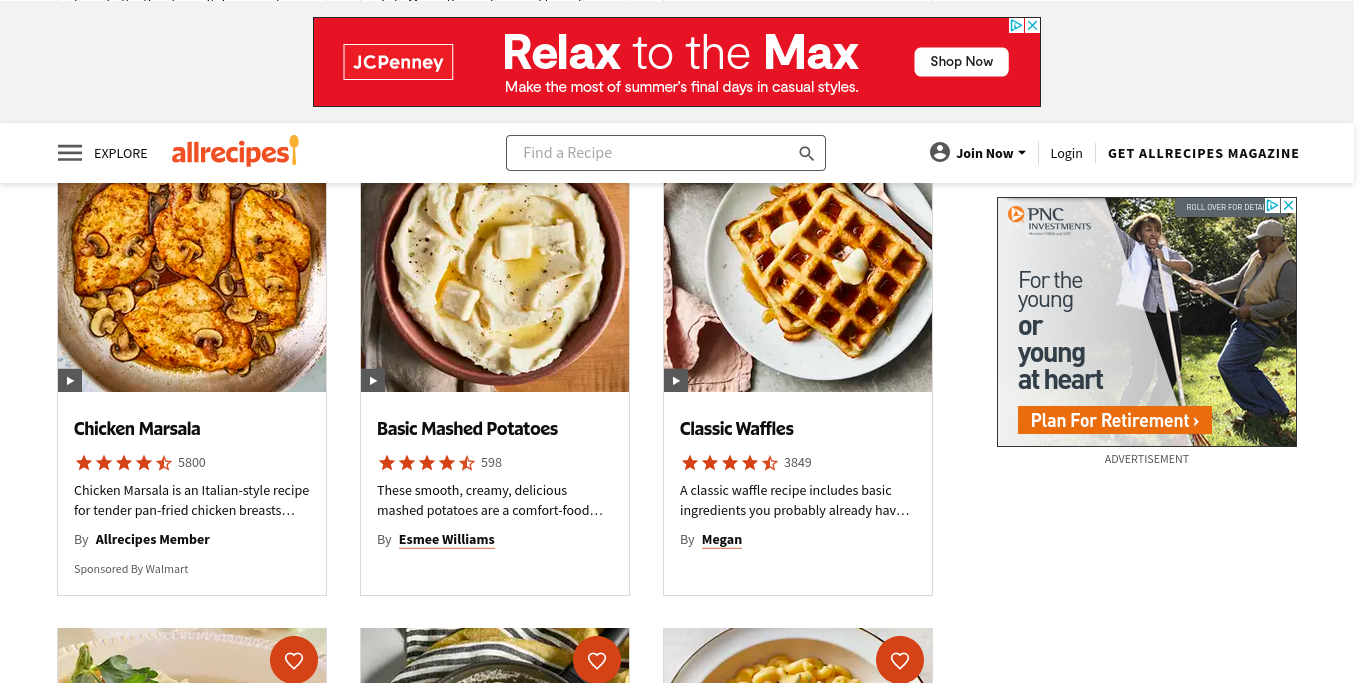 JCPenney
Relax to the Max
Make the most of summer's final days in casual styles.
Shop Now
EXPLORE
allrecipes
Find a Recipe
Join Now
Login
GET ALLRECIPES MAGAZINE
Chicken Marsala
5800
Chicken Marsala is an Italian-style recipe
for tender pan-fried chicken breasts…
By Allrecipes Member
Sponsored By Walmart
Basic Mashed Potatoes
598
These smooth, creamy, delicious
mashed potatoes are a comfort-food…
By Esmee Williams
Classic Waffles
3849
A classic waffle recipe includes basic
ingredients you probably already hav…
By Megan
PNC
INVESTMENTS
Member FINRA and SIPC
ROLL OVER FOR DETAI
For the
young
or
young
at heart
Plan For Retirement ›
ADVERTISEMENT